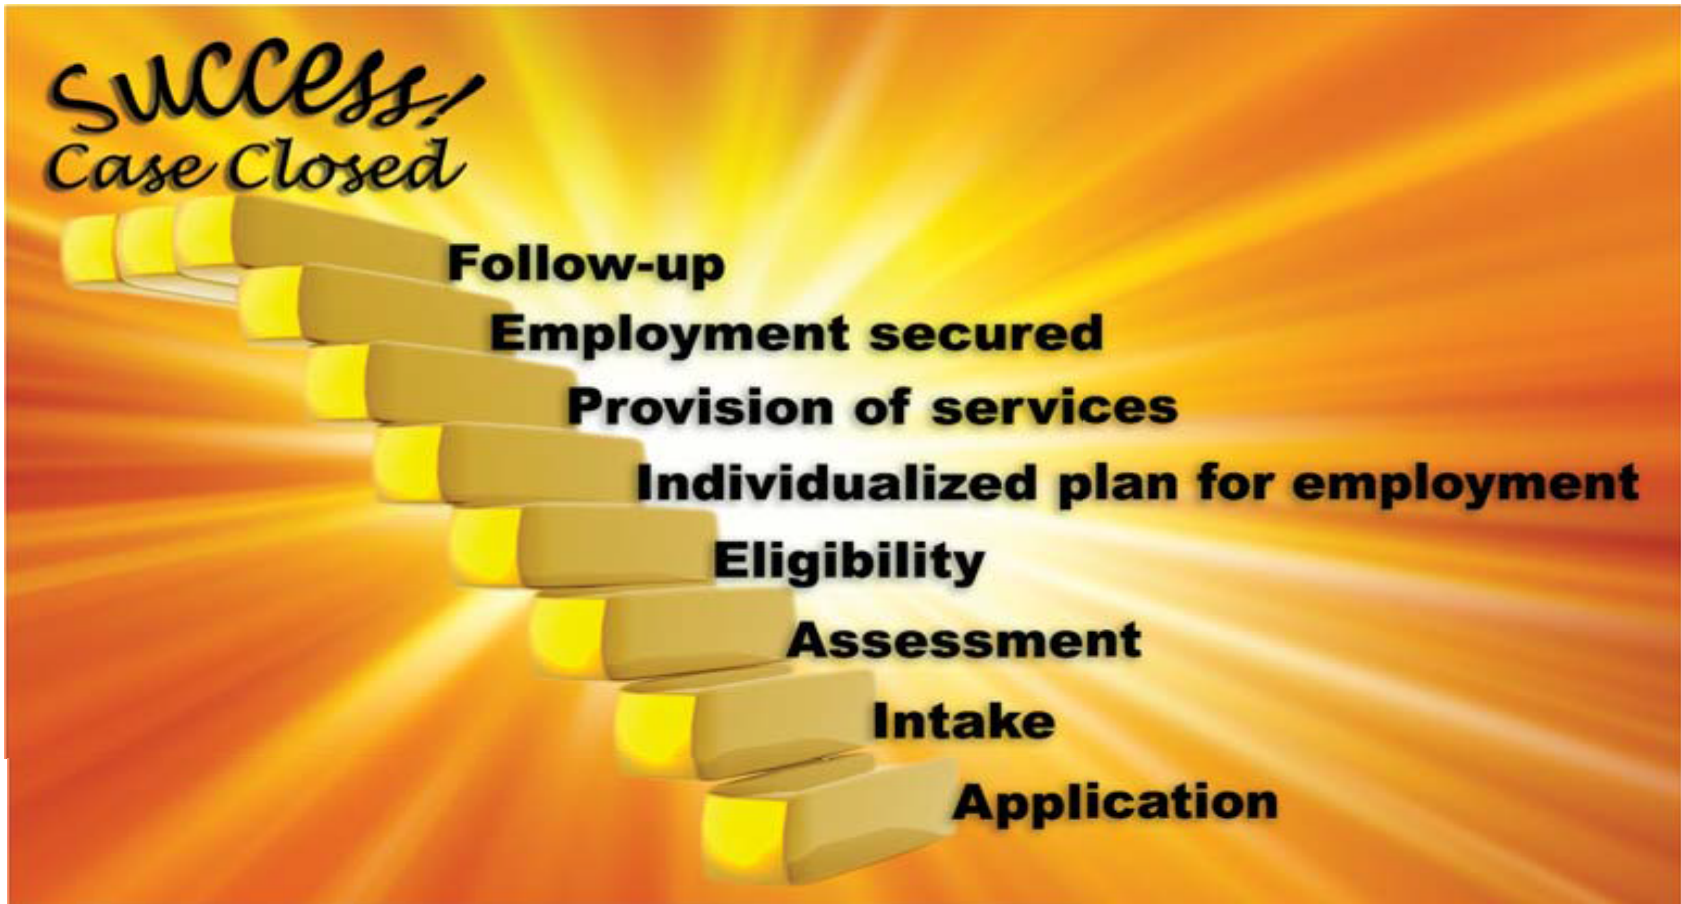 Success!
Case Closed
Follow-up
Employment secured
Provision of services
Individualized plan for employment
Eligibility
Assessment
Intake
Application